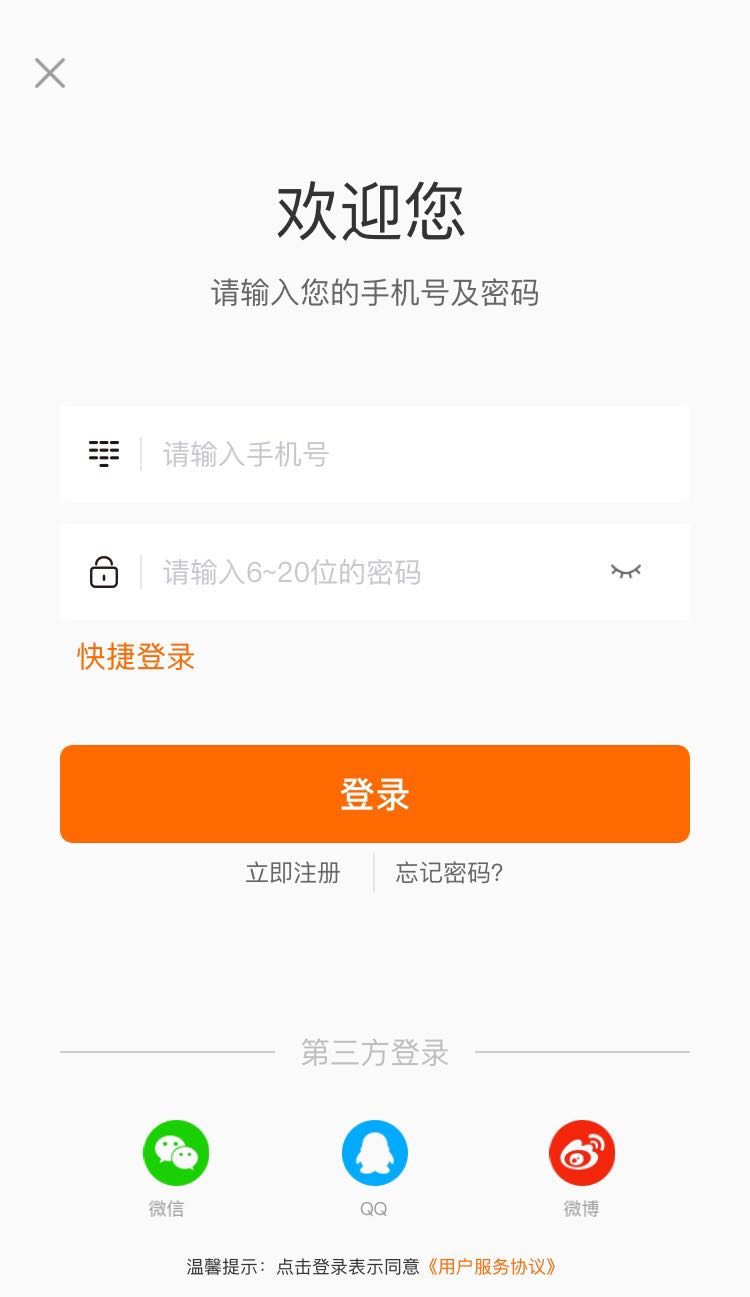 欢迎您
请输入您的手机号及密码
请输入手机号
请输入6~20位的密码
快捷登录
登录
立即注册
忘记密码?
第三方登录
微信
QQ
微博
温馨提示：点击登录表示同意《用户服务协议》